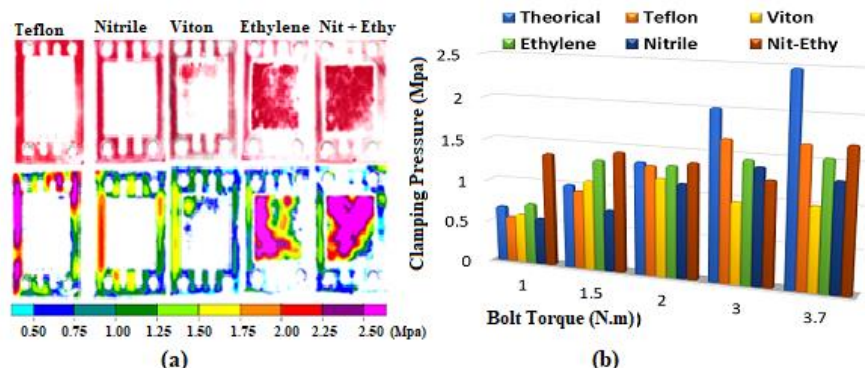 Teflon Nitrile Viton Ethylene Nit + Ethy
0.50 0.75 1.00 1.25 1.50 1.75 2.00 2.25 2.50 (Mpa)
(a)
Theorical Teflon Viton
Ethylene Nitrile Nit-Ethy
Clamping Pressure (Mpa)
2.5
2
1.5
1
0.5
0
1 1.5 2 3 3.7
Bolt Torque (N.m))
(b)